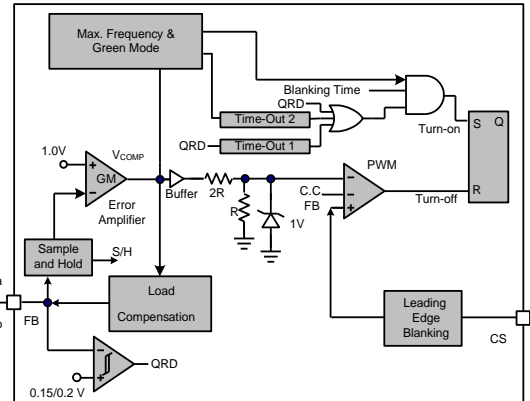 Max. Frequency &
Green Mode
Blanking Time
QRD
Time-Out 2
QRD
Time-Out 1
S
Q
Turn-on
R
Turn-off
1.0V
VCOMP
GM
Error
Amplifier
Buffer
2R
R
1V
PWM
C.C
FB
Sample
and Hold
S/H
Load
Compensation
Leading
Edge
Blanking
FB
CS
QRD
0.15/0.2 V